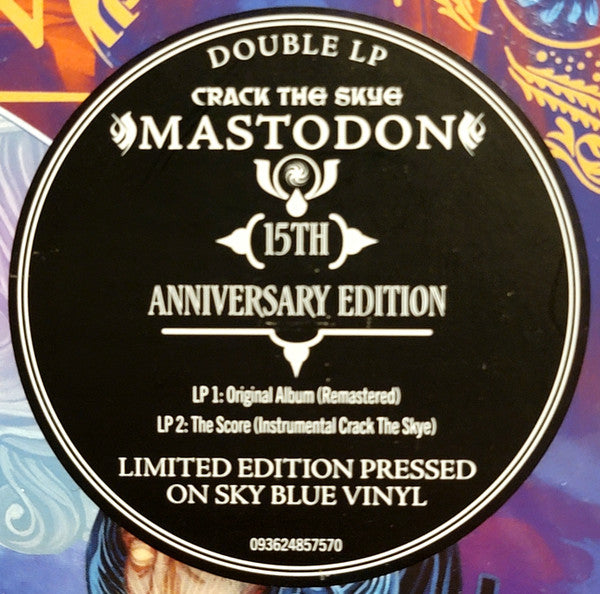 DOUBLE LP
CRACK THE SKYE
MASTODON
15TH
ANNIVERSARY EDITION
LP 1: Original Album (Remastered)
LP 2: The Score (Instrumental Crack The Skye)
LIMITED EDITION PRESSED
ON SKY BLUE VINYL
093624857570